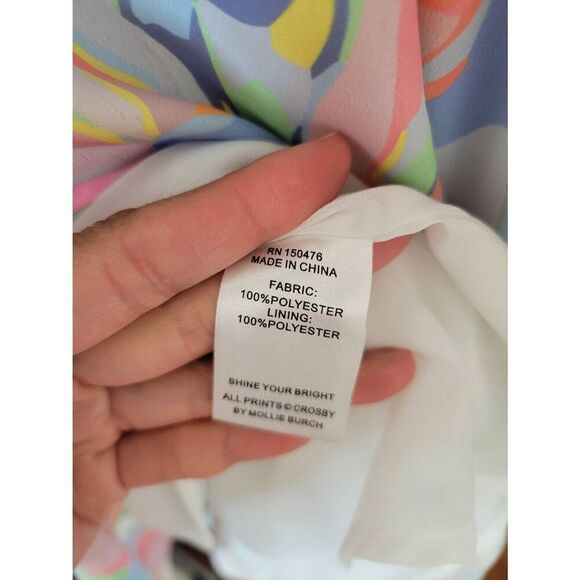 RN 150476
MADE IN CHINA
FABRIC:
100%POLYESTER
LINING:
100%POLYESTER
SHINE YOUR BRIGHT
ALL PRINTS © CROSBY
BY MOLLIE BURCH